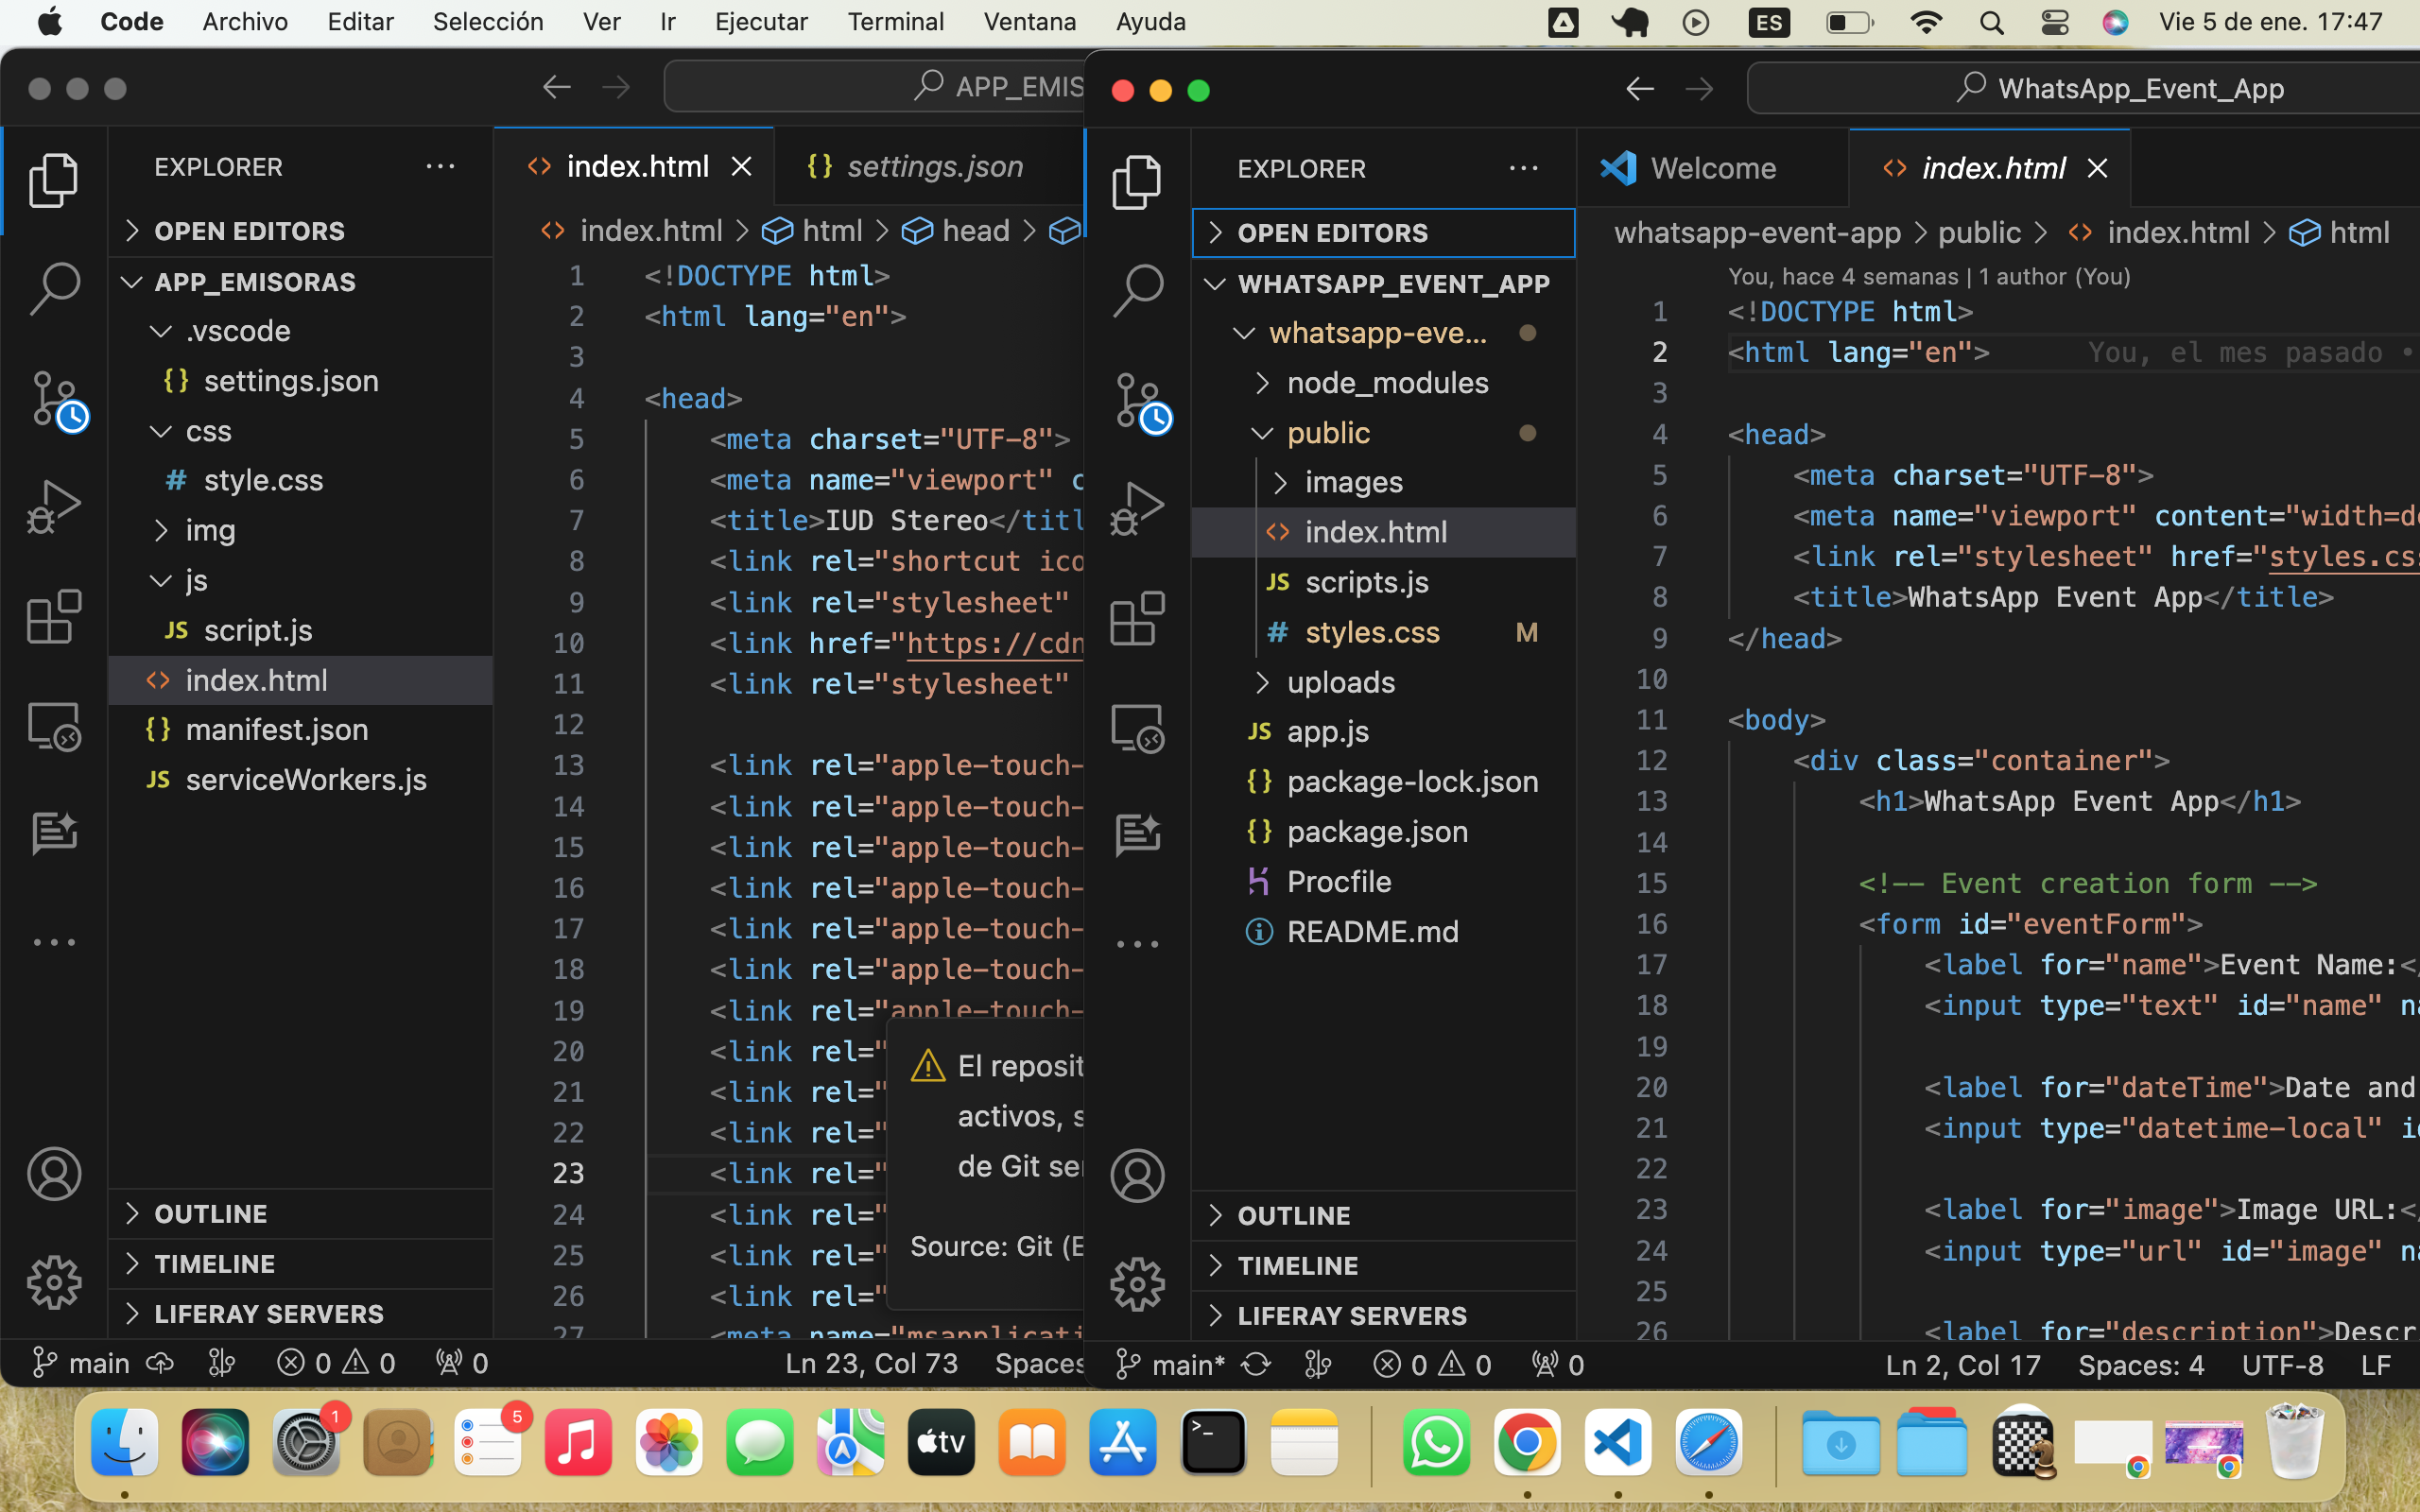 Code Archivo Editar Selección Ver Ir Ejecutar Terminal Ventana Ayuda ES Vie 5 de ene. 17:47
APP_EMIS
EXPLORER
index.html
settings.json
OPEN EDITORS
index.html > html > head >
APP_EMISORAS
.vscode
{} settings.json
css
# style.css
img
js
JS script.js
<> index.html
{} manifest.json
JS serviceWorkers.js
OUTLINE
TIMELINE
LIFERAY SERVERS
1 <!DOCTYPE html>
2 <html lang="en">
3
4 <head>
5 <meta charset="UTF-8">
6 <meta name="viewport" c
7 <title>IUD Stereo</titl
8 <link rel="shortcut ico
9 <link rel="stylesheet"
10 <link href="https://cdn
11 <link rel="stylesheet"
12
13 <link rel="apple-touch-
14 <link rel="apple-touch-
15 <link rel="apple-touch-
16 <link rel="apple-touch-
17 <link rel="apple-touch-
18 <link rel="apple-touch-
19 <link rel="apple-touch-
20 <link rel="
21 <link rel="
22 <link rel="
23 <link rel="
24 <link rel="
25 <link rel="
26 <link rel="
27 <meta name="msapplicati
El reposit
activos, s
de Git se
Source: Git (E
main 0 0 0 Ln 23, Col 73 Spaces
WhatsApp_Event_App
EXPLORER
Welcome
index.html
OPEN EDITORS
whatsapp-event-app > public > index.html > html
WHATSAPP_EVENT_APP
whatsapp-eve...
node_modules
public
images
<> index.html
JS scripts.js
# styles.css M
uploads
JS app.js
{} package-lock.json
{} package.json
Procfile
README.md
OUTLINE
TIMELINE
LIFERAY SERVERS
You, hace 4 semanas | 1 author (You)
1 <!DOCTYPE html>
2 <html lang="en"> You, el mes pasado •
3
4 <head>
5 <meta charset="UTF-8">
6 <meta name="viewport" content="width=d
7 <link rel="stylesheet" href="styles.cs
8 <title>WhatsApp Event App</title>
9 </head>
10
11 <body>
12 <div class="container">
13 <h1>WhatsApp Event App</h1>
14
15 <!-- Event creation form -->
16 <form id="eventForm">
17 <label for="name">Event Name:<
18 <input type="text" id="name" n
19
20 <label for="dateTime">Date and
21 <input type="datetime-local" i
22
23 <label for="image">Image URL:<
24 <input type="url" id="image" n
25
26 <label for="description">Descr
main* 0 0 0 Ln 2, Col 17 Spaces: 4 UTF-8 LF
1
5
tv